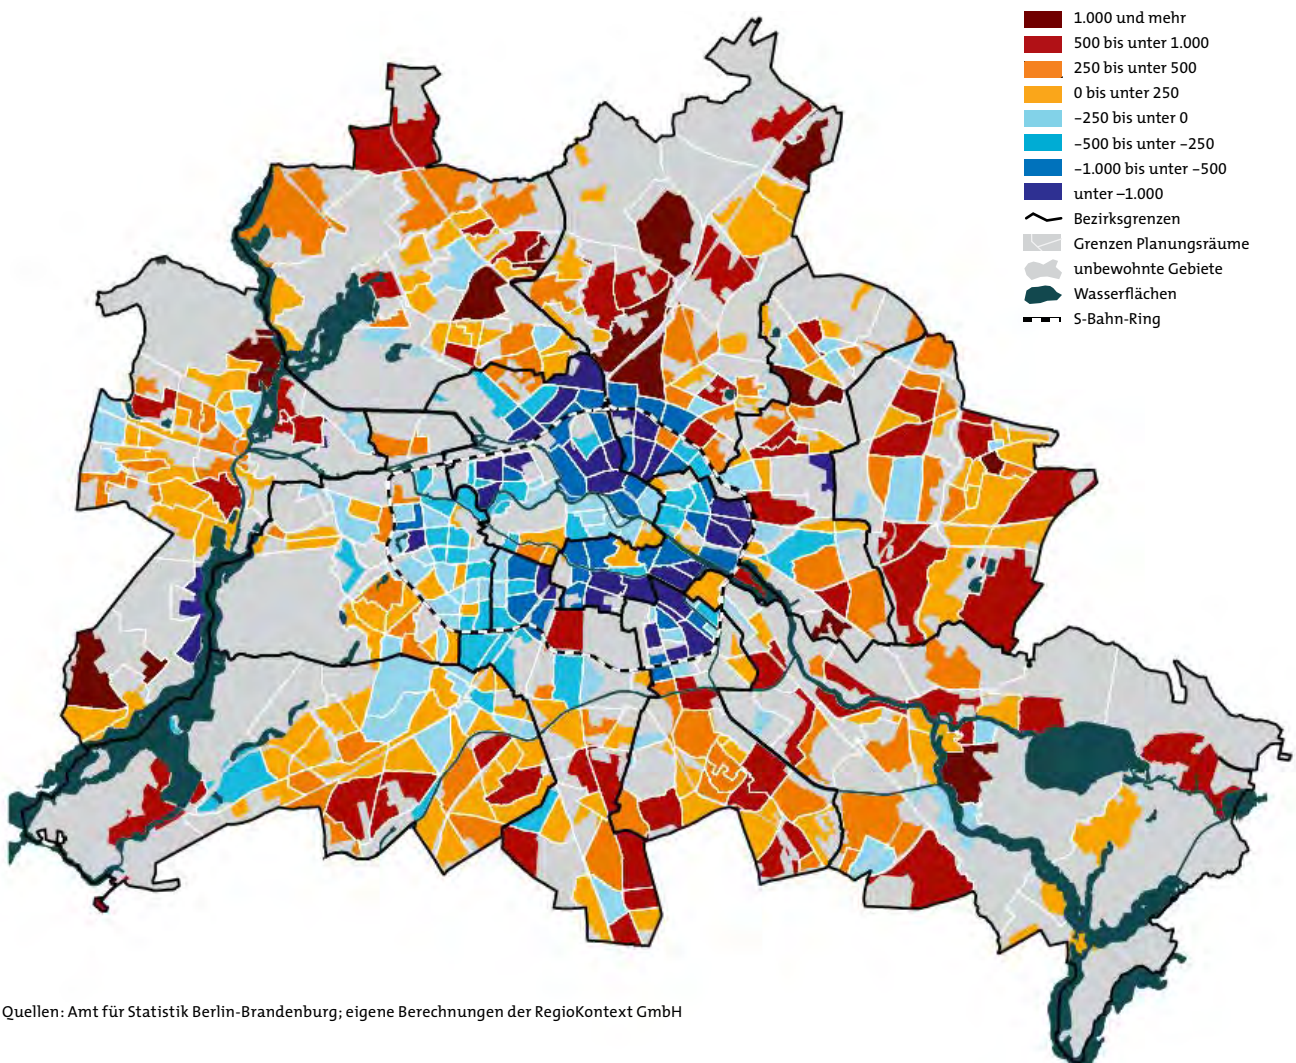 1.000 und mehr
500 bis unter 1.000
250 bis unter 500
0 bis unter 250
−250 bis unter 0
−500 bis unter −250
−1.000 bis unter −500
unter −1.000
Bezirksgrenzen
Grenzen Planungsräume
unbewohnte Gebiete
Wasserflächen
S-Bahn-Ring
Quellen: Amt für Statistik Berlin-Brandenburg; eigene Berechnungen der RegioKontext GmbH